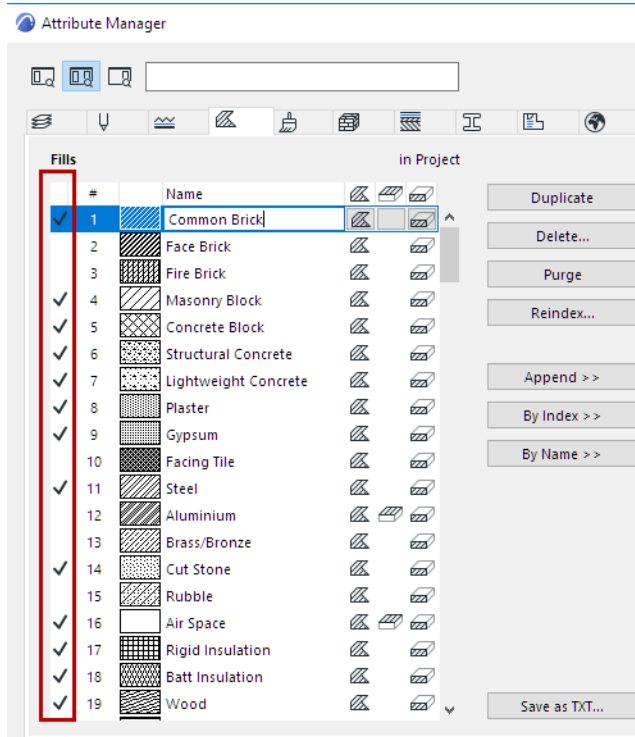 Attribute Manager
Fills in Project
# Name
1 Common Brick
2 Face Brick
3 Fire Brick
4 Masonry Block
5 Concrete Block
6 Structural Concrete
7 Lightweight Concrete
8 Plaster
9 Gypsum
10 Facing Tile
11 Steel
12 Aluminium
13 Brass/Bronze
14 Cut Stone
15 Rubble
16 Air Space
17 Rigid Insulation
18 Batt Insulation
19 Wood
Duplicate
Delete...
Purge
Reindex...
Append >>
By Index >>
By Name >>
Save as TXT...